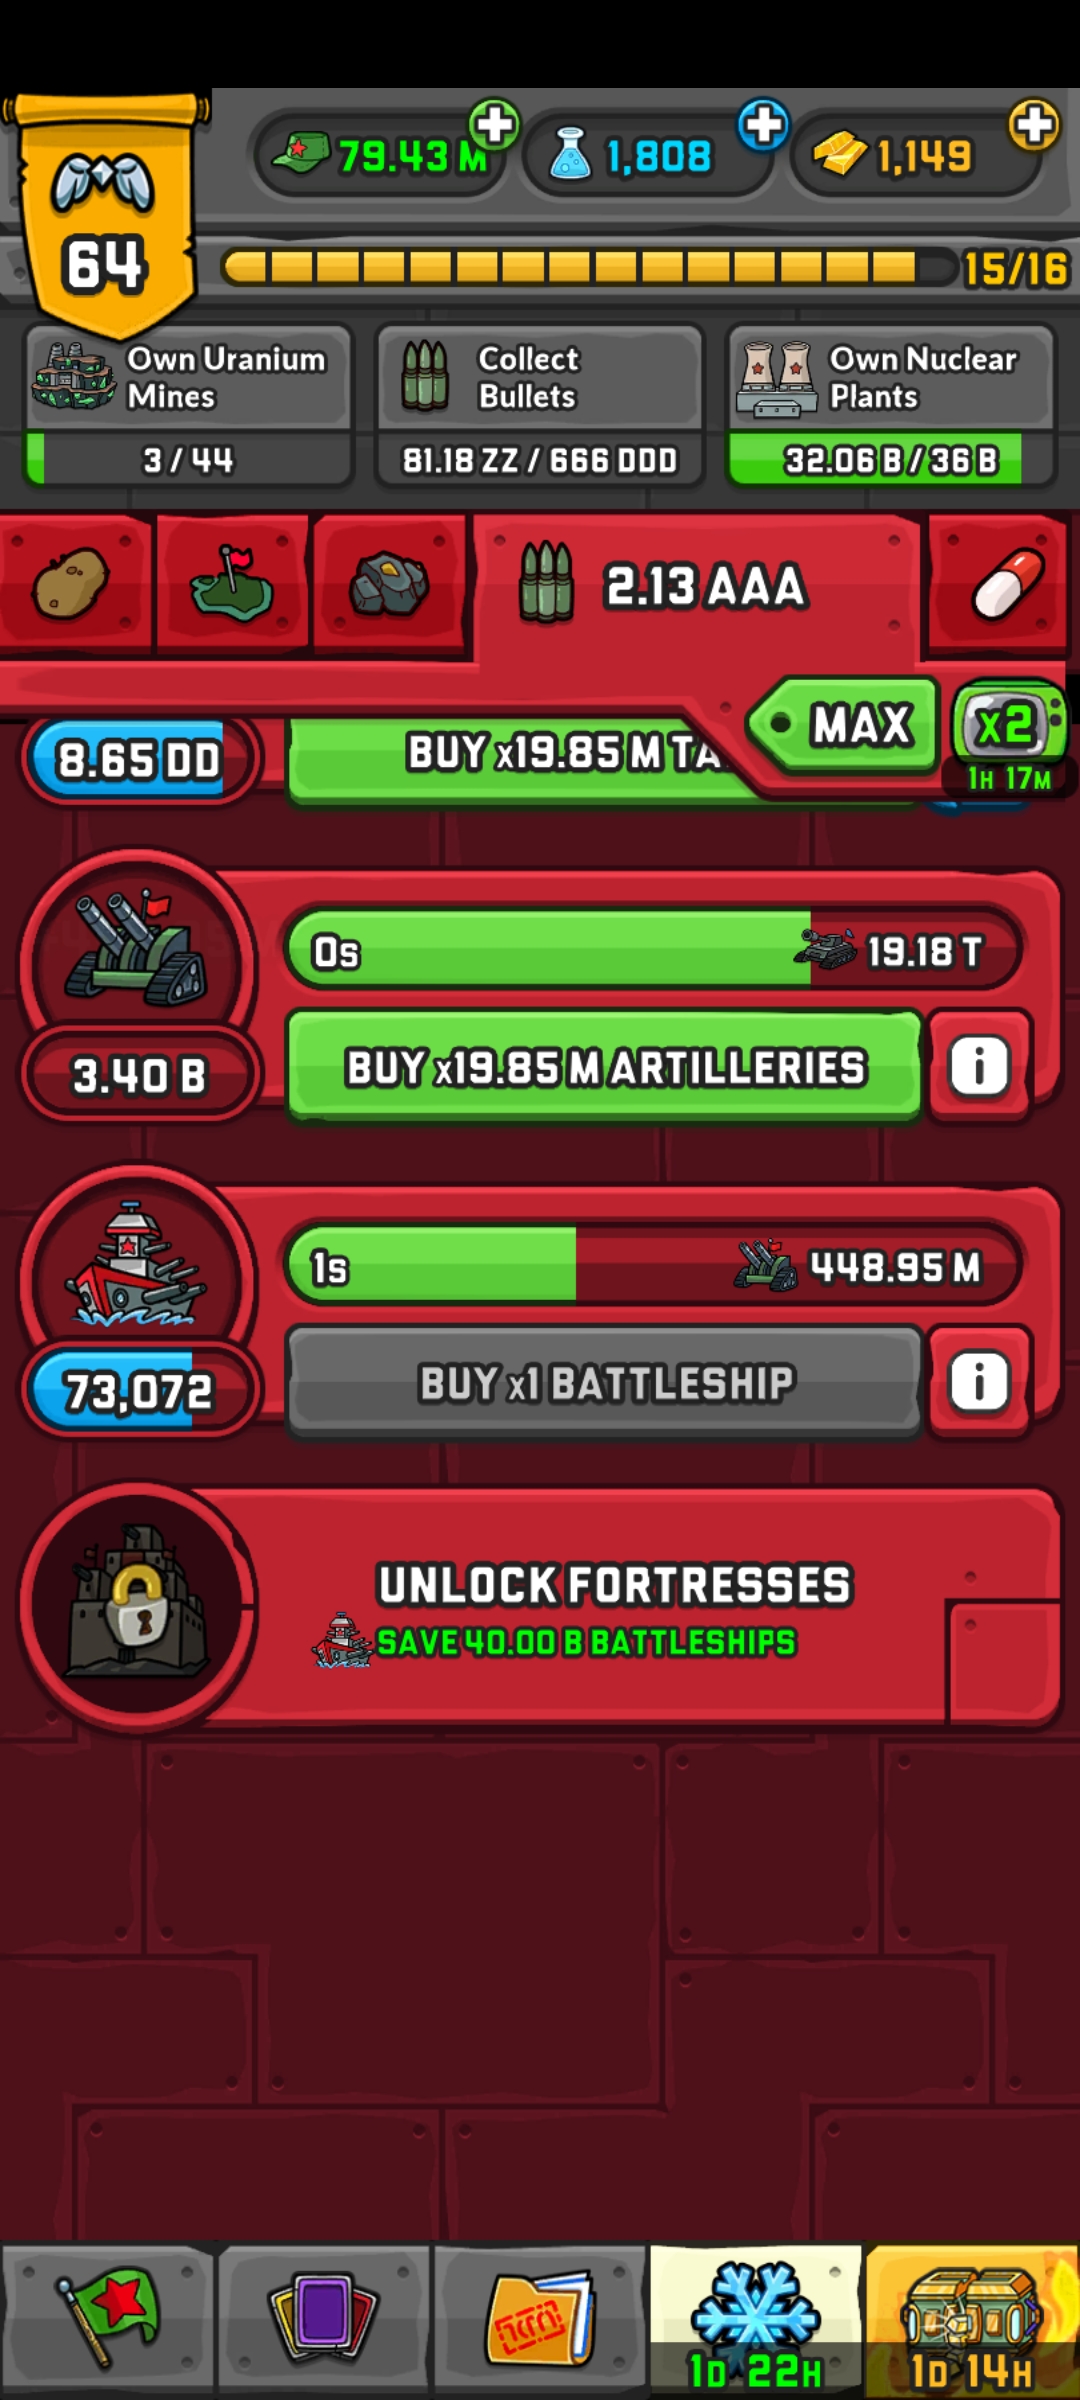 79.43 M
1,808
1,149
64
15/16
Own Uranium
Mines
3 / 44
Collect
Bullets
81.18 ZZ / 666 DDD
Own Nuclear
Plants
32.06 B / 36 B
2.13 AAA
MAX
x2
1H 17M
8.65 DD
BUY x19.85 M TA
0s
19.18 T
3.40 B
BUY x19.85 M ARTILLERIES
i
1s
448.95 M
73,072
BUY x1 BATTLESHIP
i
UNLOCK FORTRESSES
SAVE 40.00 B BATTLESHIPS
1D 22H
1D 14H